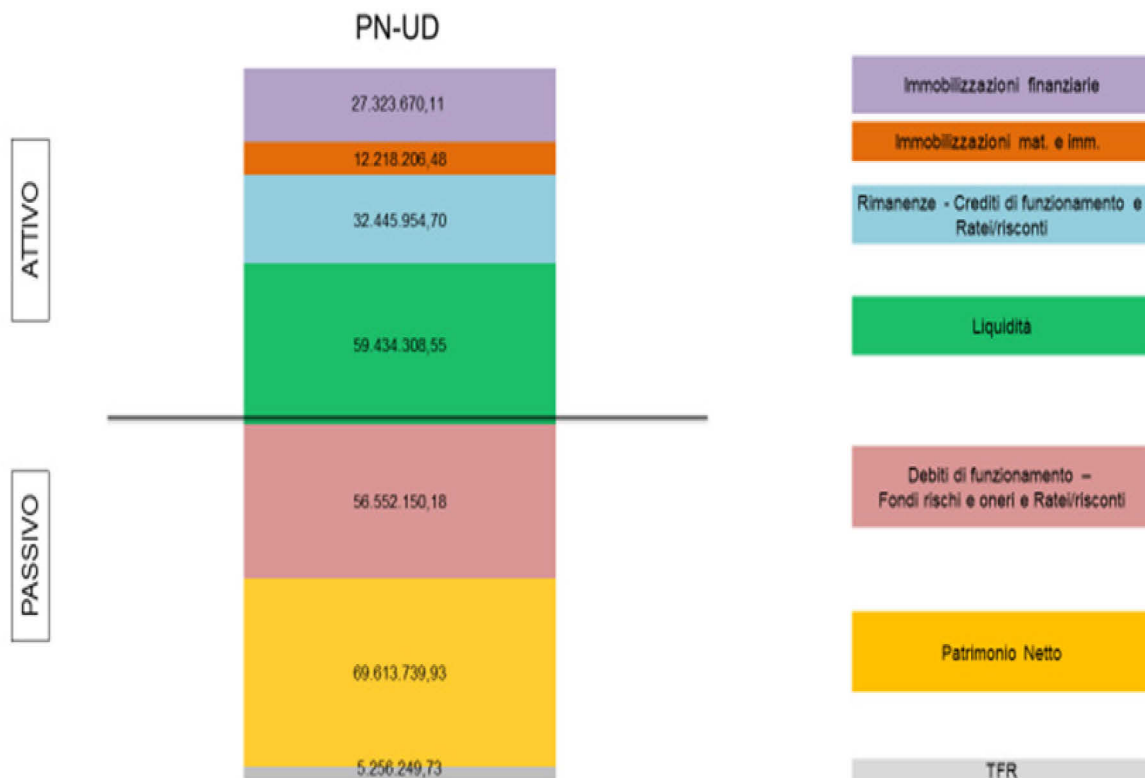 PN-UD
ATTIVO
27.323.670,11
12.218.206,48
32.445.954,70
59.434.308,55
PASSIVO
56.552.150,18
69.613.739,93
5.256.249,73
Immobilizzazioni finanziarie
Immobilizzazioni mat. e imm.
Rimanenze - Crediti di funzionamento e
Ratei/risconti
Liquidità
Debiti di funzionamento –
Fondi rischi e oneri e Ratei/risconti
Patrimonio Netto
TFR